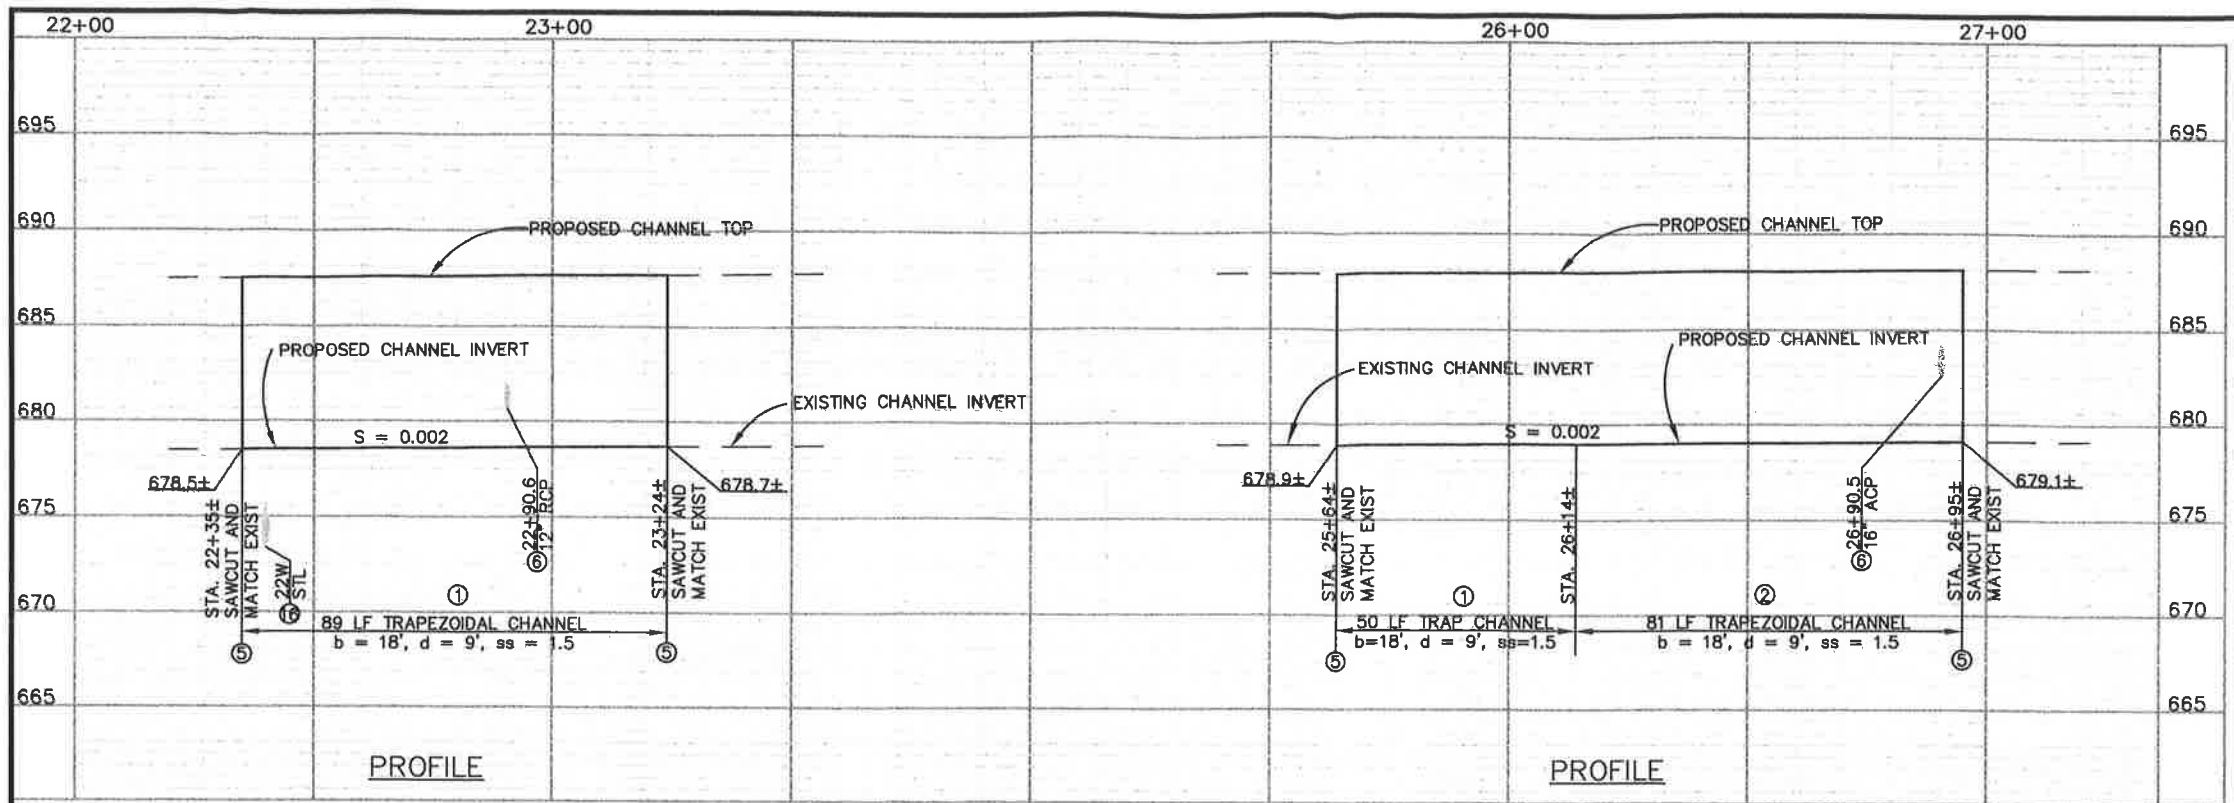 22+00 23+00 26+00 27+00
695 695
690 690
PROPOSED CHANNEL TOP PROPOSED CHANNEL TOP
685 685
PROPOSED CHANNEL INVERT PROPOSED CHANNEL INVERT
EXISTING CHANNEL INVERT
EXISTING CHANNEL INVERT
680 680
S = 0.002 S = 0.002
678.5± 678.7± 678.9± 679.1±
675 675
STA. 22+35±
SAWCUT AND
MATCH EXIST
22W
STL
16
22+90.6
12" RCP
6
STA. 23+24±
SAWCUT AND
MATCH EXIST
STA. 25+64±
SAWCUT AND
MATCH EXIST
STA. 26+14±
26+90.5
16" ACP
6
STA. 26+95±
SAWCUT AND
MATCH EXIST
1 1 2
670 670
89 LF TRAPEZOIDAL CHANNEL
b = 18', d = 9', ss = 1.5
50 LF TRAP CHANNEL
b=18', d = 9', ss=1.5
81 LF TRAPEZOIDAL CHANNEL
b = 18', d = 9', ss = 1.5
5 5 5 5
665 665
PROFILE PROFILE